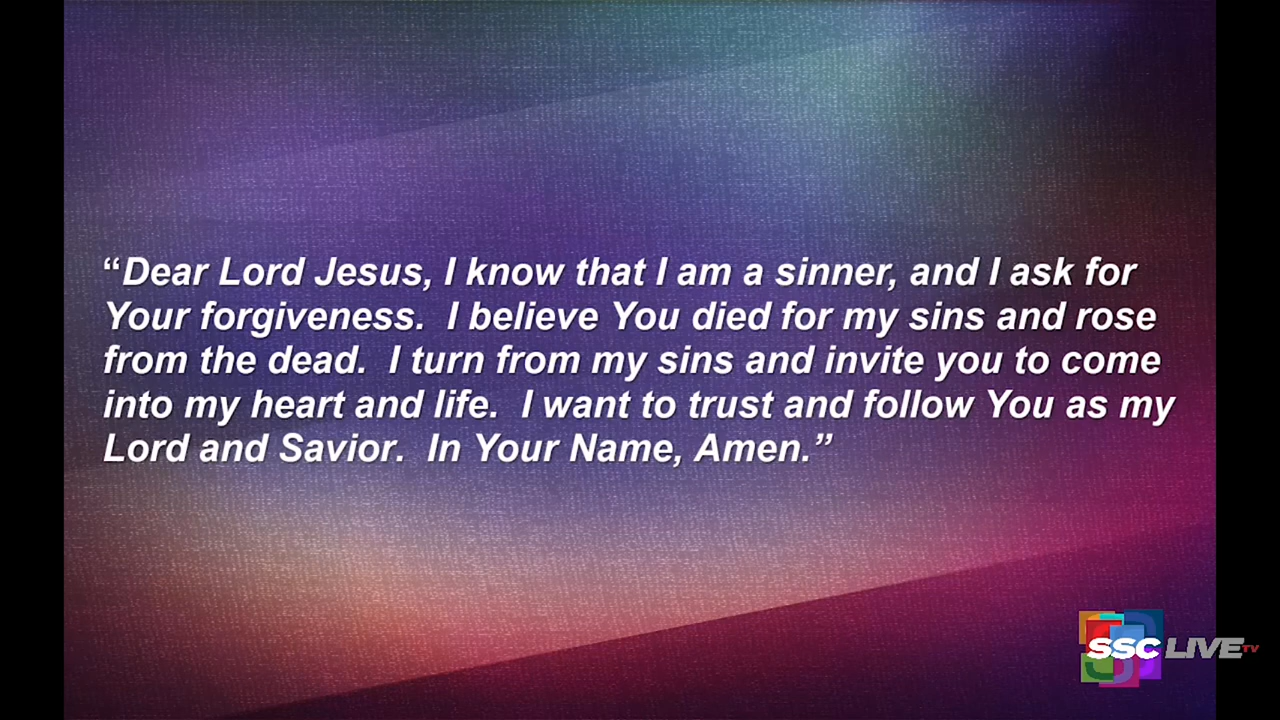 “Dear Lord Jesus, I know that I am a sinner, and I ask for
Your forgiveness.  I believe You died for my sins and rose
from the dead.  I turn from my sins and invite you to come
into my heart and life.  I want to trust and follow You as my
Lord and Savior.  In Your Name, Amen.”
SSC LIVE TV